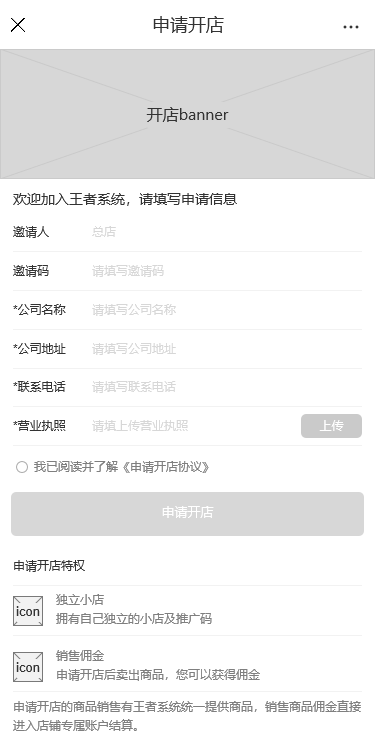 申请开店
开店banner
欢迎加入王者系统，请填写申请信息
邀请人 总店
邀请码 请填写邀请码
*公司名称 请填写公司名称
*公司地址 请填写公司地址
*联系电话 请填写联系电话
*营业执照 请填上传营业执照 上传
我已阅读并了解《申请开店协议》
申请开店
申请开店特权
icon
独立小店
拥有自己独立的小店及推广码
icon
销售佣金
申请开店后卖出商品，您可以获得佣金
申请开店的商品销售有王者系统统一提供商品，销售商品佣金直接
进入店铺专属账户结算。